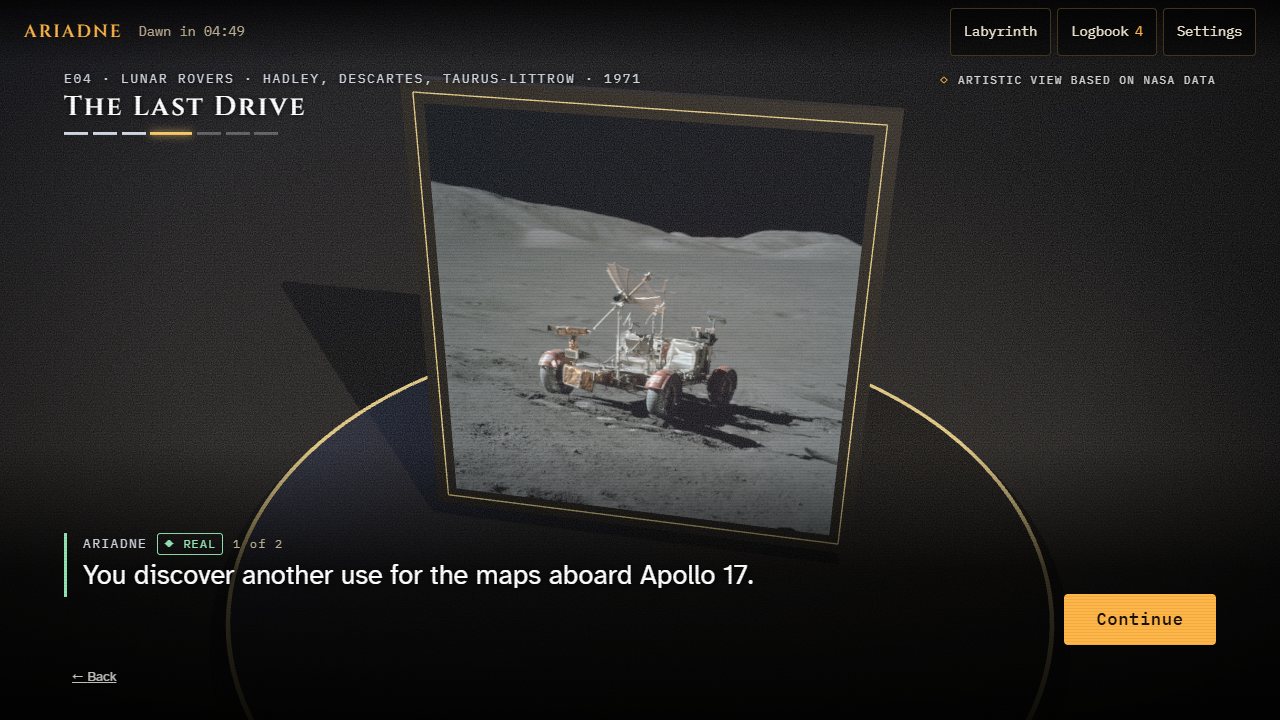 ARIADNE Dawn in 04:49 Labyrinth Logbook 4 Settings
E04 · LUNAR ROVERS · HADLEY, DESCARTES, TAURUS-LITTROW · 1971
◇ ARTISTIC VIEW BASED ON NASA DATA
The Last Drive
ARIADNE ◆ REAL 1 of 2
You discover another use for the maps aboard Apollo 17.
Continue
← Back